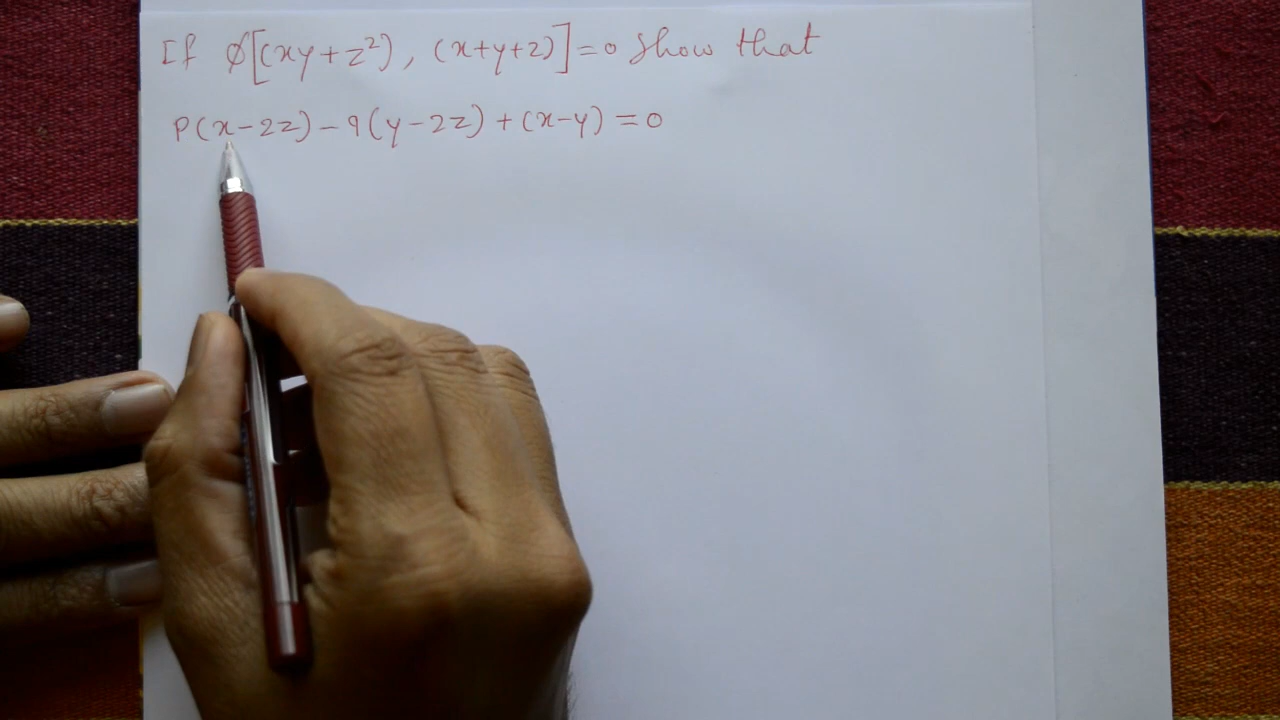 If ϕ[(xy+z²), (x+y+z)]=0 show that
P(x-2z)-q(y-2z)+(x-y)=0